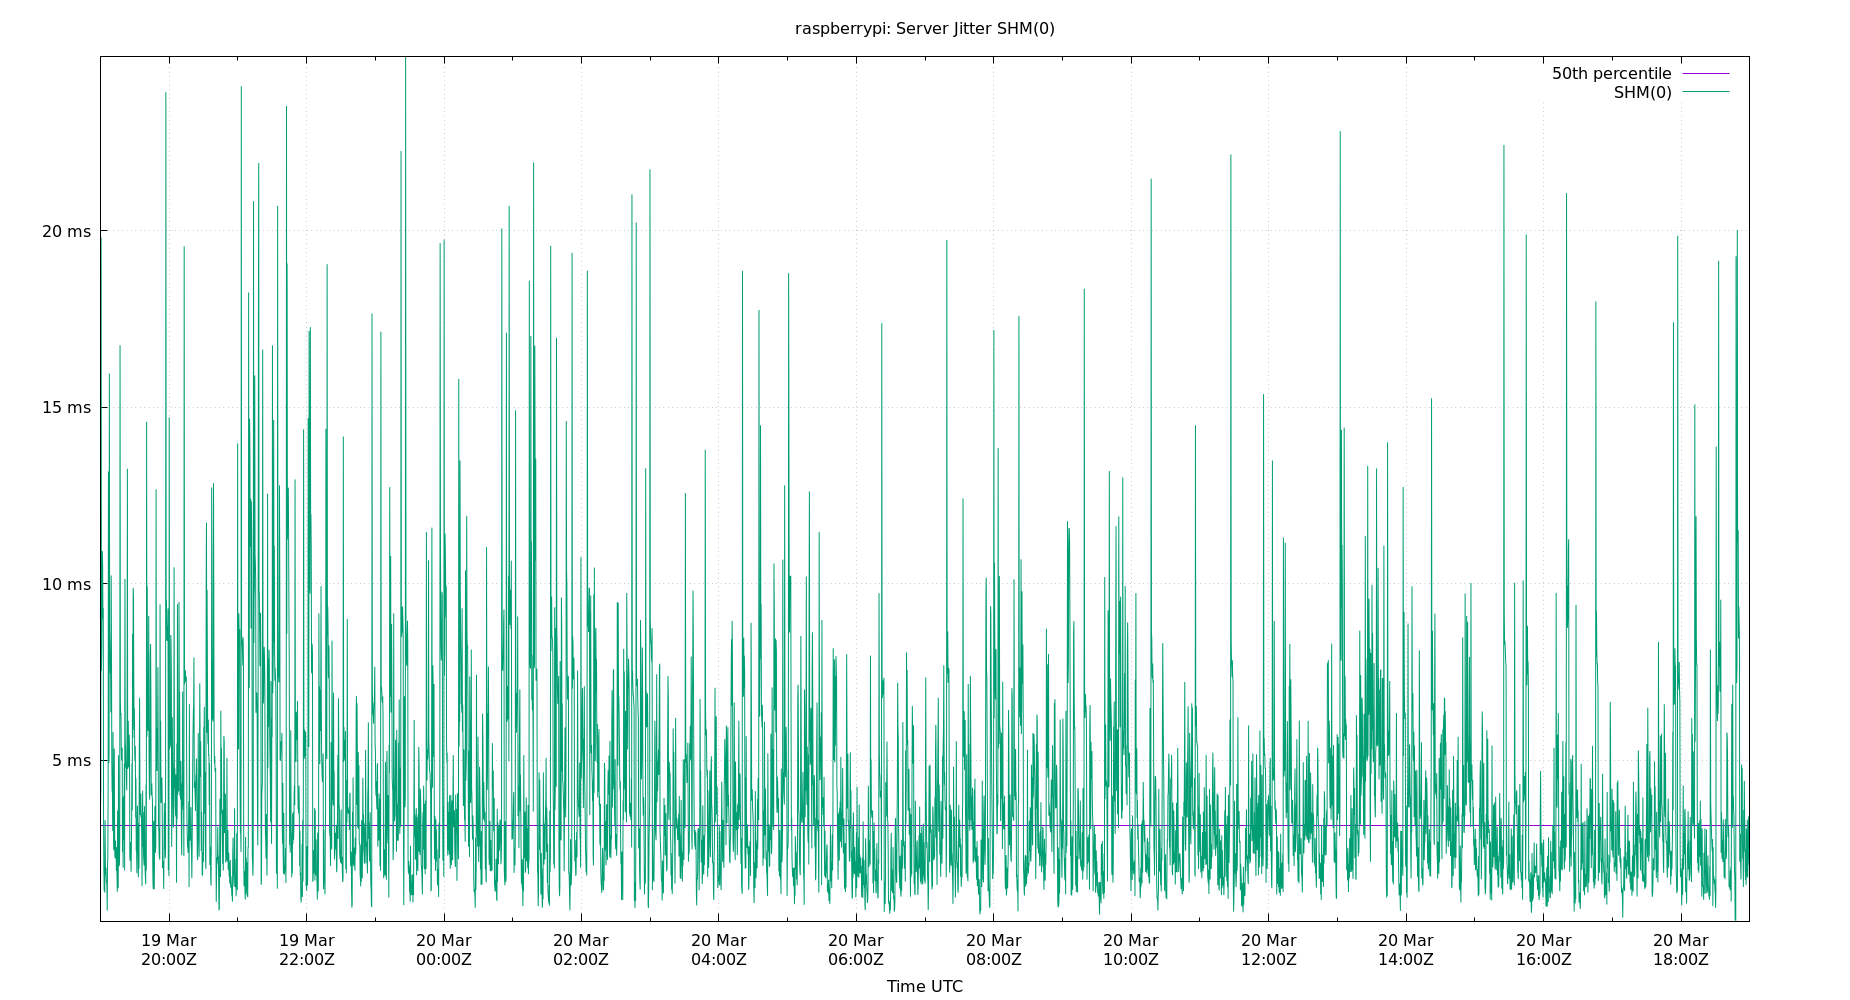 raspberrypi: Server Jitter SHM(0)
50th percentile
SHM(0)
20 ms
15 ms
10 ms
5 ms
19 Mar 19 Mar 20 Mar 20 Mar 20 Mar 20 Mar 20 Mar 20 Mar 20 Mar 20 Mar 20 Mar 20 Mar
20:00Z 22:00Z 00:00Z 02:00Z 04:00Z 06:00Z 08:00Z 10:00Z 12:00Z 14:00Z 16:00Z 18:00Z
Time UTC